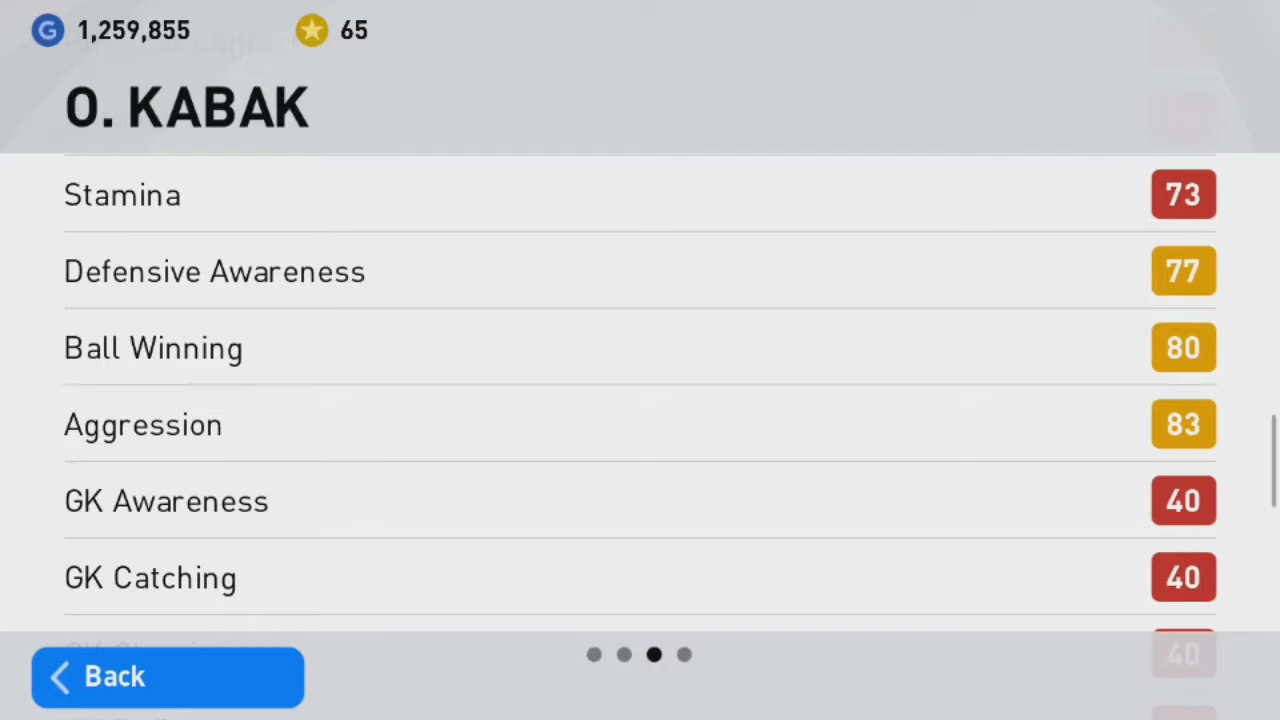 G 1,259,855 65
O. KABAK
Stamina 73
Defensive Awareness 77
Ball Winning 80
Aggression 83
GK Awareness 40
GK Catching 40
40
Back